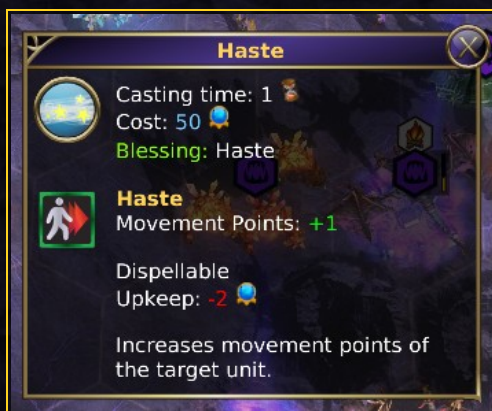 Haste
Casting time: 1
Cost: 50
Blessing: Haste
Haste
Movement Points: +1
Dispellable
Upkeep: -2
Increases movement points of
the target unit.